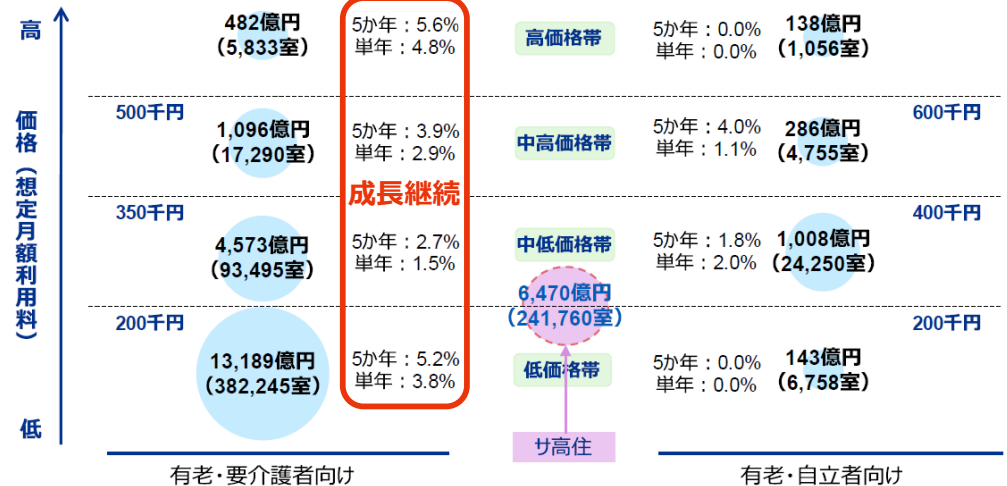 高
価格（想定月額利用料）
低
482億円
（5,833室）
5か年：5.6%
単年：4.8%
高価格帯
5か年：0.0%
単年：0.0%
138億円
（1,056室）
500千円
600千円
1,096億円
（17,290室）
5か年：3.9%
単年：2.9%
中高価格帯
5か年：4.0%
単年：1.1%
286億円
（4,755室）
成長継続
350千円
400千円
4,573億円
（93,495室）
5か年：2.7%
単年：1.5%
中低価格帯
5か年：1.8%
単年：2.0%
1,008億円
（24,250室）
6,470億円
（241,760室）
200千円
200千円
13,189億円
（382,245室）
5か年：5.2%
単年：3.8%
低価格帯
5か年：0.0%
単年：0.0%
143億円
（6,758室）
サ高住
有老・要介護者向け
有老・自立者向け